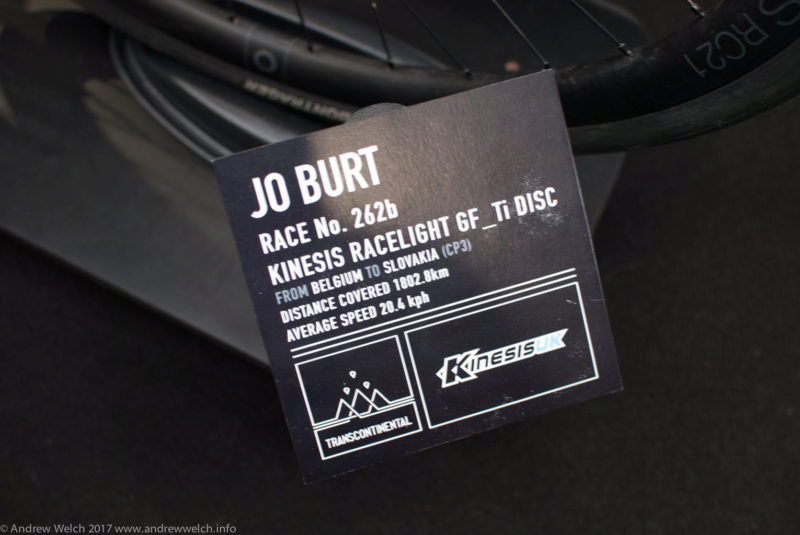 S RC21
JO BURT
RACE No. 262b
KINESIS RACELIGHT GF_Ti DISC
FROM BELGIUM TO SLOVAKIA (CP3)
DISTANCE COVERED 1802.8km
AVERAGE SPEED 20.4 kph
KINESISUK
TRANSCONTINENTAL
© Andrew Welch 2017 www.andrewwelch.info